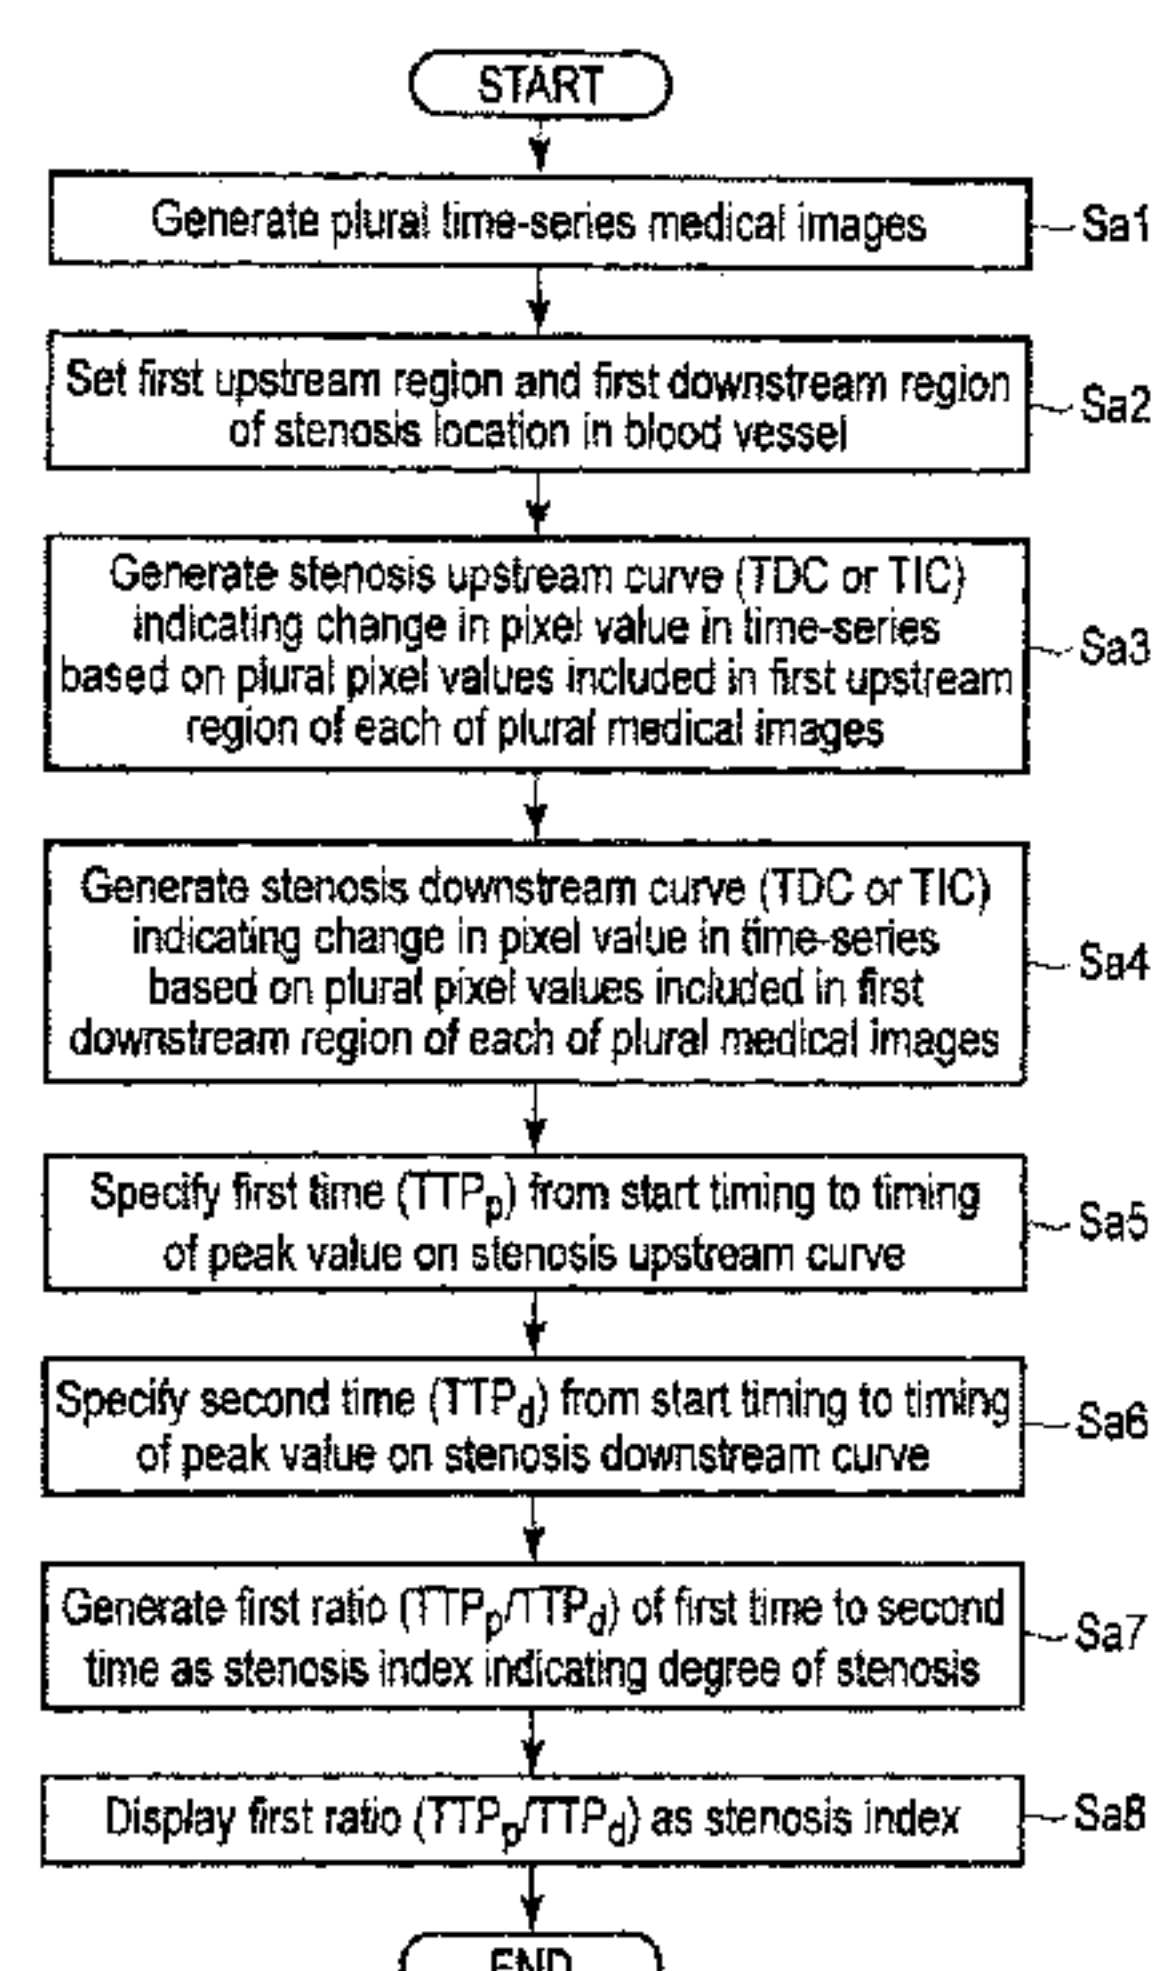 START
Generate plural time-series medical images
Sa1
Set first upstream region and first downstream region
of stenosis location in blood vessel
Sa2
Generate stenosis upstream curve (TDC or TIC)
indicating change in pixel value in time-series
based on plural pixel values included in first upstream
region of each of plural medical images
Sa3
Generate stenosis downstream curve (TDC or TIC)
indicating change in pixel value in time-series
based on plural pixel values included in first
downstream region of each of plural medical images
Sa4
Specify first time (TTPp) from start timing to timing
of peak value on stenosis upstream curve
Sa5
Specify second time (TTPd) from start timing to timing
of peak value on stenosis downstream curve
Sa6
Generate first ratio (TTPp/TTPd) of first time to second
time as stenosis index indicating degree of stenosis
Sa7
Display first ratio (TTPp/TTPd) as stenosis index
Sa8
END